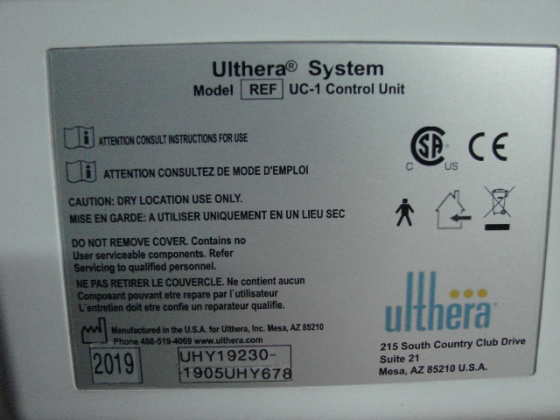 Ulthera® System
Model REF UC-1 Control Unit
ATTENTION CONSULT INSTRUCTIONS FOR USE
ATTENTION CONSULTEZ DE MODE D'EMPLOI
CAUTION: DRY LOCATION USE ONLY.
MISE EN GARDE: A UTILISER UNIQUEMENT EN UN LIEU SEC
DO NOT REMOVE COVER. Contains no
User serviceable components. Refer
Servicing to qualified personnel.
NE PAS RETIRER LE COUVERCLE. Ne contient aucun
Composant pouvant etre repare par l'utilisateur
L'entretien doit etre confie un reparateur qualifie.
Manufactured in the U.S.A. for Ulthera, Inc. Mesa, AZ 85210
Phone 480-519-4069 www.ulthera.com
2019
UHY19230-
1905UHY678
C SA US CE
ulthera
215 South Country Club Drive
Suite 21
Mesa, AZ 85210 U.S.A.